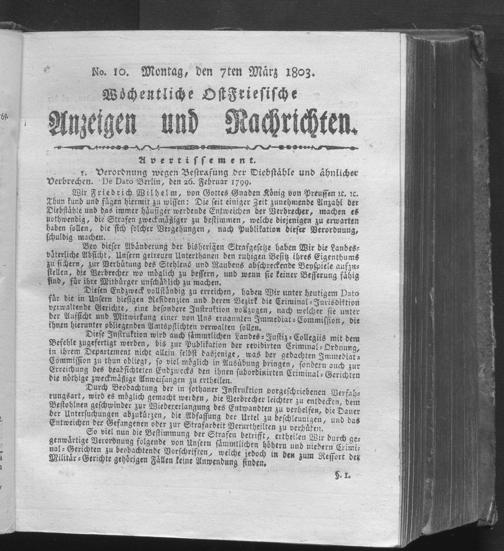 No. 10. Montag, den 7ten März 1803.
Wöchentliche OstFriesische
Anzeigen und Nachrichten.
Avertissement.
1. Verordnung wegen Bestrafung der Diebstähle und ähnlicher
Verbrechen. De Dato Berlin, den 26. Februar 1799.
Wir Friedrich Wilhelm, von Gottes Gnaden König von Preussen ꝛc. ꝛc.
Thun kund und fügen hiermit zu wissen: Die seit einiger Zeit zunehmende Anzahl der
Diebstähle und das immer häufiger werdende Entweichen der Verbrecher, machen es
nothwendig, die Strafen zweckmäßiger zu bestimmen, welche diejenigen zu erwarten
haben sollen, die sich solcher Vergehungen, nach Publikation dieser Verordnung,
schuldig machen.
Bey dieser Abänderung der bisherigen Strafgesetze haben Wir die Landes-
väterliche Absicht, Unsern getreuen Unterthanen den ruhigen Besitz ihres Eigenthums
zu sichern, zur Verhütung des Stehlens und Raubens abschreckende Beyspiele aufzu-
stellen, die Verbrecher wo möglich zu bessern, und wenn sie keiner Besserung fähig
sind, für ihre Mitbürger unschädlich zu machen.
Diesen Endzweck vollständig zu erreichen, haben Wir unter heutigem Dato
für die in Unsern hiesigen Residenzien und deren Bezirk die Criminal-Jurisdiktion
verwaltende Gerichte, eine besondere Instruktion vollzogen, nach welcher sie unter
der Aufsicht und Mitwirkung einer von Uns ernannten Immediat-Commission, die
ihnen hierunter obliegenden Amtspflichten verwalten sollen.
Diese Instruktion wird auch sämmtlichen Landes-Justiz-Collegiis mit dem
Befehle zugefertigt werden, bis zur Publikation der revidirten Criminal-Ordnung,
in ihrem Departement nicht allein selbst dasjenige, was der gedachten Immediat-
Commission zu thun obliegt, so viel möglich in Ausübung bringen, sondern auch zur
Erreichung des beabsichteten Endzwecks den ihnen subordinirten Criminal-Gerichten
die nöthige zweckmäßige Anweisungen zu ertheilen.
Durch Beobachtung der in sothaner Instruktion vorgeschriebenen Verfah-
rungsart, wird es möglich gemacht werden, die Verbrecher leichter zu entdecken, dem
Bestohlnen geschwinder zur Wiedererlangung des Entwandten zu verhelfen, die Dauer
der Untersuchungen abzukürzen, die Abfassung der Urtel zu beschleunigen, und das
Entweichen der Gefangenen oder zur Strafarbeit Verurtheilten zu verhüten.
So viel nun die Bestimmung der Strafen betrifft, ertheilen Wir durch ge-
genwärtige Verordnung folgende von Unsern sämmtlichen höhern und niedern Crimi-
nal-Gerichten zu beobachtende Vorschriften, welche jedoch in den zum Ressort der
Militär-Gerichte gehörigen Fällen keine Anwendung finden.
§. 1.